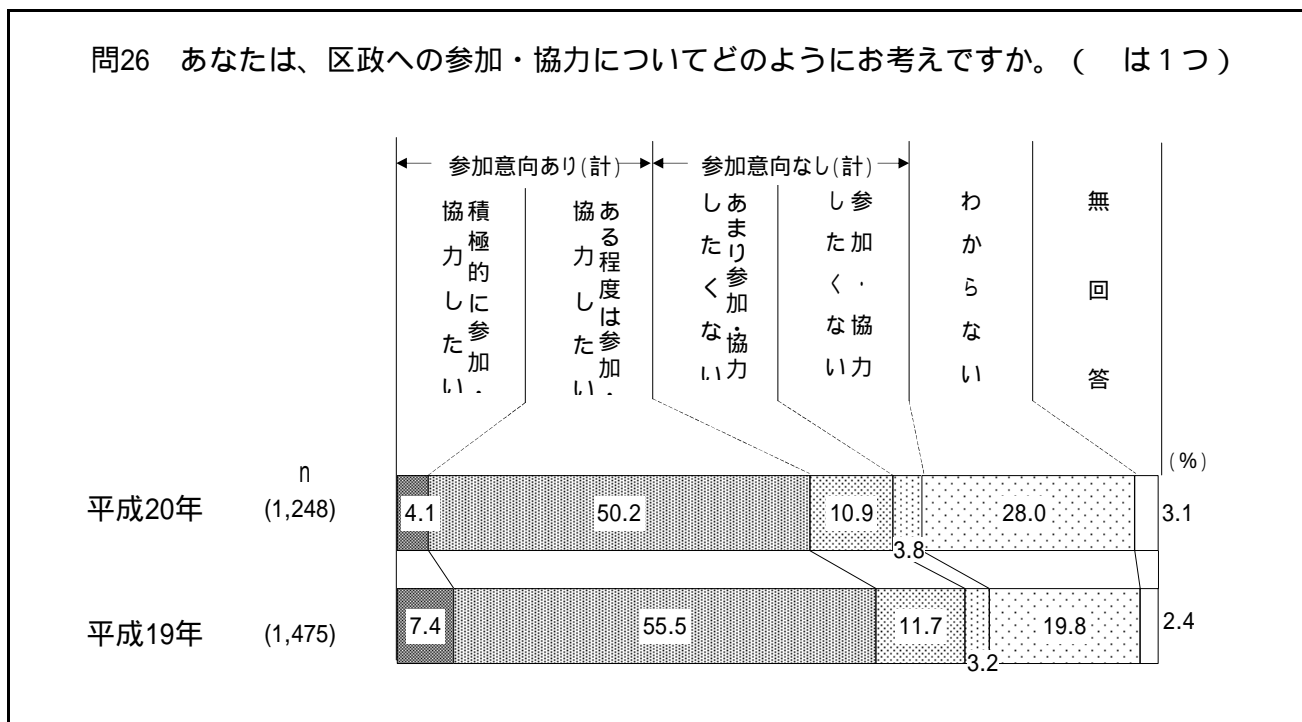 問26　あなたは、区政への参加・協力についてどのようにお考えですか。（　は１つ）
参加意向あり(計)
参加意向なし(計)
積極的に参加・
協力したい
ある程度は参加・
協力したい
あまり参加・協力
したくない
参加・協力
したくない
わからない
無回答
(%)
n
平成20年 (1,248) 4.1 50.2 10.9 3.8 28.0 3.1
平成19年 (1,475) 7.4 55.5 11.7 3.2 19.8 2.4